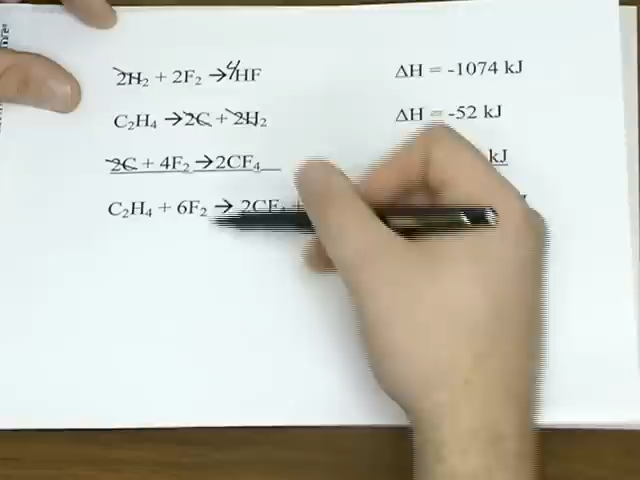 2H₂ + 2F₂ → 4HF ΔH = -1074 kJ
C₂H₄ → 2C + 2H₂ ΔH = -52 kJ
2C + 4F₂ → 2CF₄ kJ
C₂H₄ + 6F₂ → 2CF₄ +